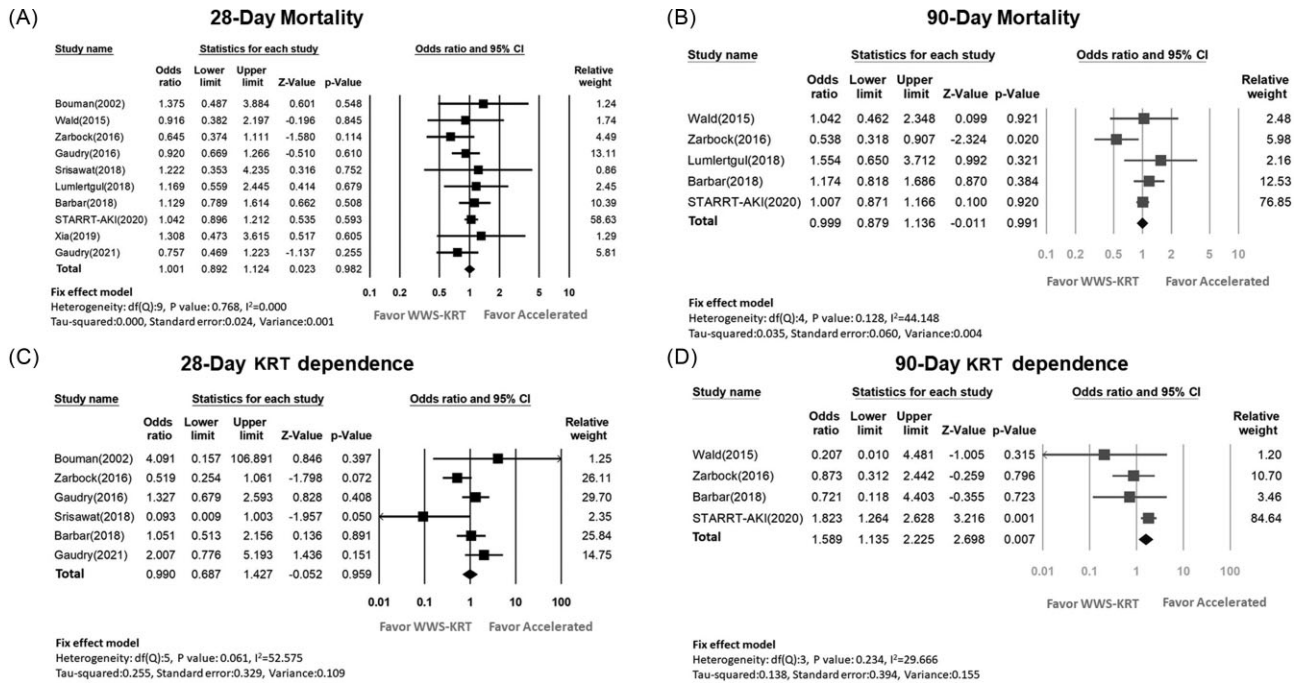 (A) 28-Day Mortality
Study name Statistics for each study Odds ratio and 95% CI
Odds ratio Lower limit Upper limit Z-Value p-Value Relative weight
Bouman(2002) 1.375 0.487 3.884 0.601 0.548 1.24
Wald(2015) 0.916 0.382 2.197 -0.196 0.845 1.74
Zarbock(2016) 0.645 0.374 1.111 -1.580 0.114 4.49
Gaudry(2016) 0.920 0.669 1.266 -0.510 0.610 13.11
Srisawat(2018) 1.222 0.353 4.235 0.316 0.752 0.86
Lumlertgul(2018) 1.169 0.559 2.445 0.414 0.679 2.45
Barbar(2018) 1.129 0.789 1.614 0.662 0.508 10.39
STARRT-AKI(2020) 1.042 0.896 1.212 0.535 0.593 58.63
Xia(2019) 1.308 0.473 3.615 0.517 0.605 1.29
Gaudry(2021) 0.757 0.469 1.223 -1.137 0.255 5.81
Total 1.001 0.892 1.124 0.023 0.982
0.1 0.2 0.5 1 2 5 10
Favor WWS-KRT Favor Accelerated
Fix effect model
Heterogeneity: df(Q):9, P value: 0.768, I²=0.000
Tau-squared:0.000, Standard error:0.024, Variance:0.001
(B) 90-Day Mortality
Study name Statistics for each study Odds ratio and 95% CI
Odds ratio Lower limit Upper limit Z-Value p-Value Relative weight
Wald(2015) 1.042 0.462 2.348 0.099 0.921 2.48
Zarbock(2016) 0.538 0.318 0.907 -2.324 0.020 5.98
Lumlertgul(2018) 1.554 0.650 3.712 0.992 0.321 2.16
Barbar(2018) 1.174 0.818 1.686 0.870 0.384 12.53
STARRT-AKI(2020) 1.007 0.871 1.166 0.100 0.920 76.85
Total 0.999 0.879 1.136 -0.011 0.991
0.1 0.2 0.5 1 2 5 10
Favor WWS-KRT Favor Accelerated
Fix effect model
Heterogeneity: df(Q):4, P value: 0.128, I²=44.148
Tau-squared:0.035, Standard error:0.060, Variance:0.004
(C) 28-Day KRT dependence
Study name Statistics for each study Odds ratio and 95% CI
Odds ratio Lower limit Upper limit Z-Value p-Value Relative weight
Bouman(2002) 4.091 0.157 106.891 0.846 0.397 1.25
Zarbock(2016) 0.519 0.254 1.061 -1.798 0.072 26.11
Gaudry(2016) 1.327 0.679 2.593 0.828 0.408 29.70
Srisawat(2018) 0.093 0.009 1.003 -1.957 0.050 2.35
Barbar(2018) 1.051 0.513 2.156 0.136 0.891 25.84
Gaudry(2021) 2.007 0.776 5.193 1.436 0.151 14.75
Total 0.990 0.687 1.427 -0.052 0.959
0.01 0.1 1 10 100
Favor WWS-KRT Favor Accelerated
Fix effect model
Heterogeneity: df(Q):5, P value: 0.061, I²=52.575
Tau-squared:0.255, Standard error:0.329, Variance:0.109
(D) 90-Day KRT dependence
Study name Statistics for each study Odds ratio and 95% CI
Odds ratio Lower limit Upper limit Z-Value p-Value Relative weight
Wald(2015) 0.207 0.010 4.481 -1.005 0.315 1.20
Zarbock(2016) 0.873 0.312 2.442 -0.259 0.796 10.70
Barbar(2018) 0.721 0.118 4.403 -0.355 0.723 3.46
STARRT-AKI(2020) 1.823 1.264 2.628 3.216 0.001 84.64
Total 1.589 1.135 2.225 2.698 0.007
0.01 0.1 1 10 100
Favor WWS-KRT Favor Accelerated
Fix effect model
Heterogeneity: df(Q):3, P value: 0.234, I²=29.666
Tau-squared:0.138, Standard error:0.394, Variance:0.155